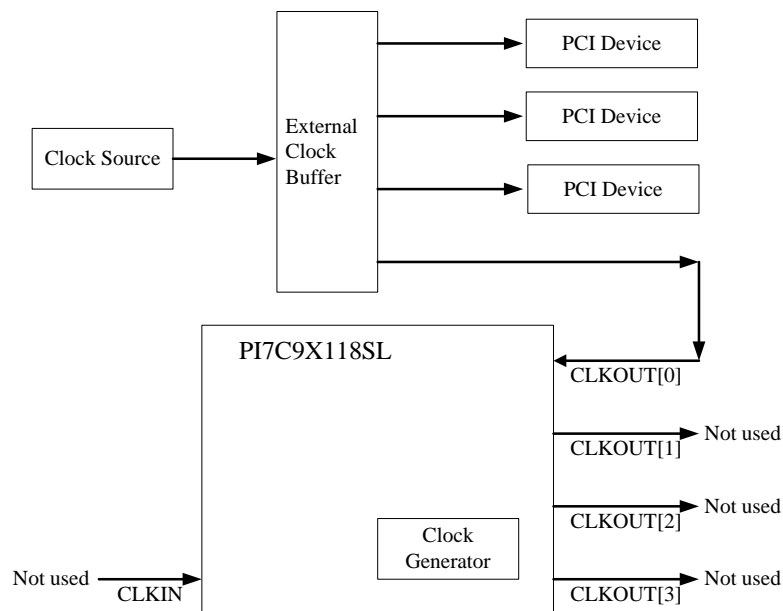 PCI Device
External
Clock
Buffer
PCI Device
Clock Source
PCI Device
PI7C9X118SL
CLKOUT[0]
CLKOUT[1]
Not used
CLKOUT[2]
Not used
Clock
Generator
Not used
CLKIN
CLKOUT[3]
Not used